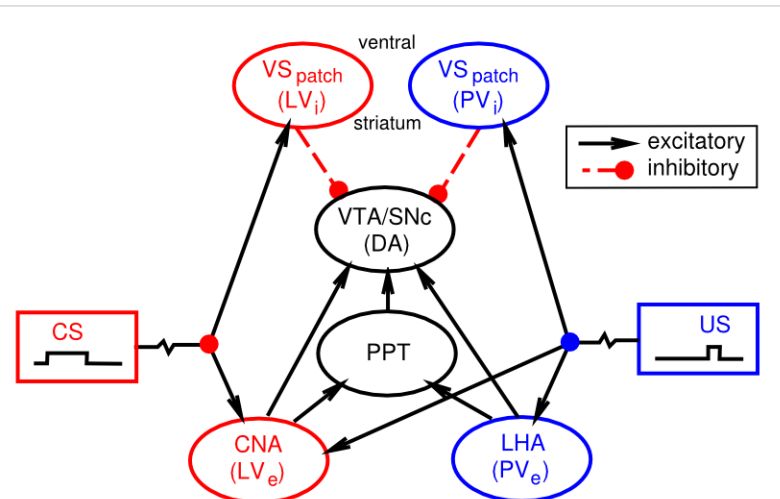 ventral
VS patch
(LVi)
VS patch
(PVi)
striatum
excitatory
inhibitory
VTA/SNc
(DA)
CS
US
PPT
CNA
(LVe)
LHA
(PVe)